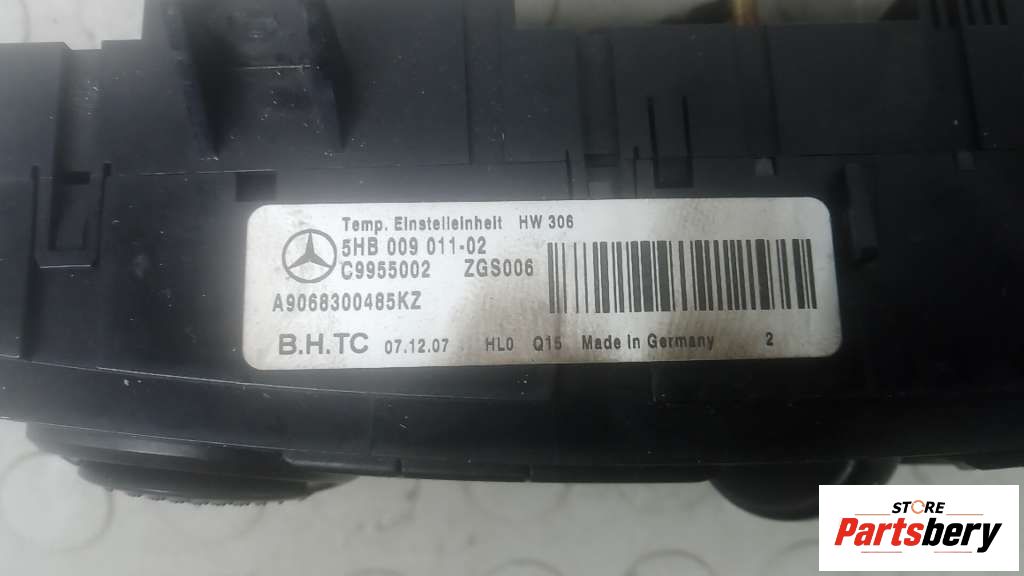 Temp. Einstelleinheit HW 306
5HB 009 011-02
C9955002 ZGS006
A9068300485KZ
B.H.TC 07.12.07 HL0 Q15 Made In Germany 2
STORE
Partsbery